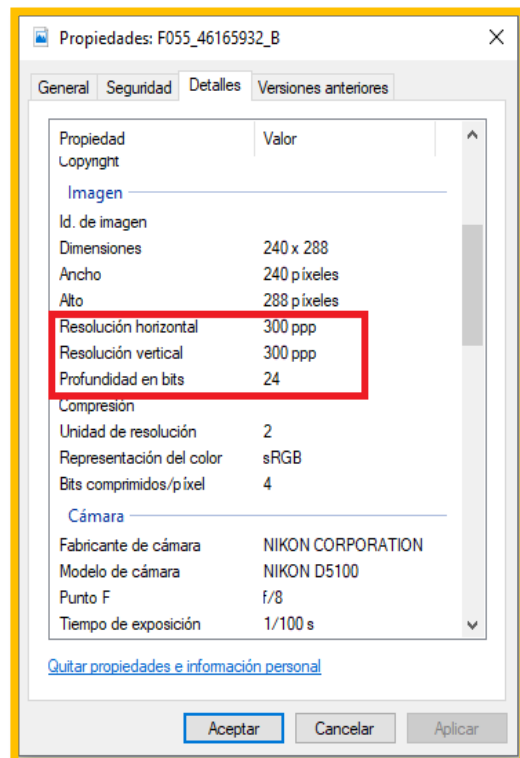 Propiedades: F055_46165932_B
General Seguridad Detalles Versiones anteriores
Propiedad Valor
Copyright
Imagen
Id. de imagen
Dimensiones 240 x 288
Ancho 240 píxeles
Alto 288 píxeles
Resolución horizontal 300 ppp
Resolución vertical 300 ppp
Profundidad en bits 24
Compresión
Unidad de resolución 2
Representación del color sRGB
Bits comprimidos/píxel 4
Cámara
Fabricante de cámara NIKON CORPORATION
Modelo de cámara NIKON D5100
Punto F f/8
Tiempo de exposición 1/100 s
Quitar propiedades e información personal
Aceptar Cancelar Aplicar